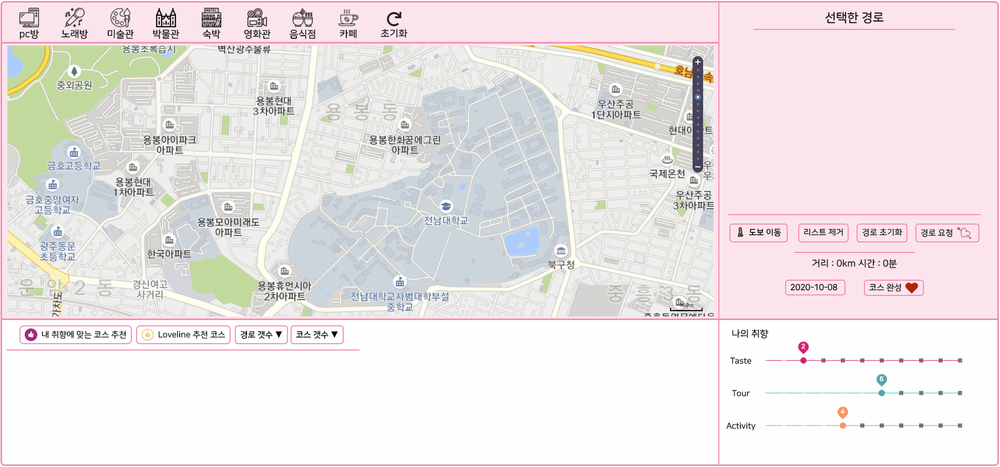 pc방
노래방
미술관
박물관
MOTEL
숙박
영화관
음식점
카페
초기화
용봉초록습지
벽산광주물류
중외공원
용봉현대
3차아파트
용봉동
우산주공
1단지아파트
용봉아이파크
아파트
용봉한화꿈에그린
아파트
금호고등학교
용봉현대
1차아파트
국제온천
금호중앙여자
고등학교
우산주공
3차아파트
용봉모아미래도
아파트
전남대학교
광주동운
초등학교
한국아파트
북구청
운암2동
경신여고
사거리
용봉휴먼시아
2차아파트
전남대학교사범대학부설
중학교
중흥3동
169m
선택한 경로
도보 이동
리스트 제거
경로 초기화
경로 요청
거리 : 0km 시간 : 0분
2020-10-08
코스 완성
내 취향에 맞는 코스 추천
Loveline 추천 코스
경로 갯수 ▼
코스 갯수 ▼
나의 취향
2
Taste
6
Tour
4
Activity